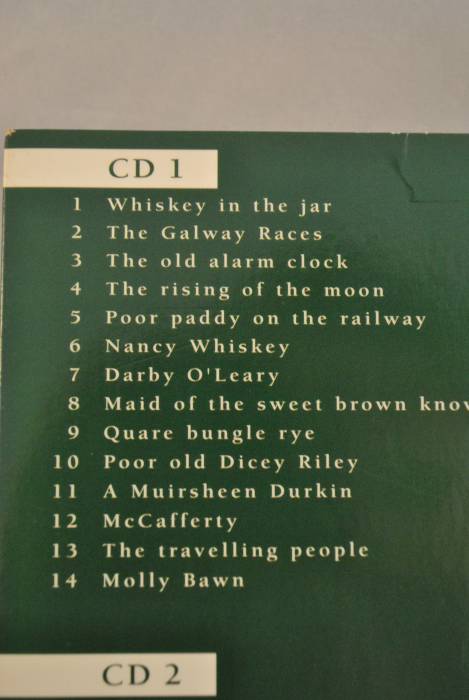 CD 1
1 Whiskey in the jar
2 The Galway Races
3 The old alarm clock
4 The rising of the moon
5 Poor paddy on the railway
6 Nancy Whiskey
7 Darby O'Leary
8 Maid of the sweet brown
9 Quare bungle rye
10 Poor old Dicey Riley
11 A Muirsheen Durkin
12 McCafferty
13 The travelling people
14 Molly Bawn
CD 2